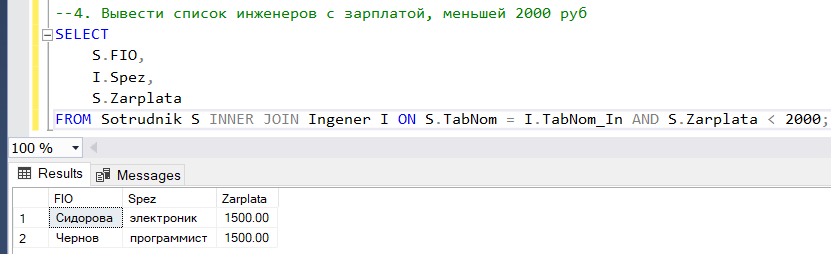 --4. Вывести список инженеров с зарплатой, меньшей 2000 руб
SELECT
S.FIO,
I.Spez,
S.Zarplata
FROM Sotrudnik S INNER JOIN Ingener I ON S.TabNom = I.TabNom_In AND S.Zarplata < 2000;
100 %
Results Messages
FIO Spez Zarplata
1 Сидорова электроник 1500.00
2 Чернов программист 1500.00